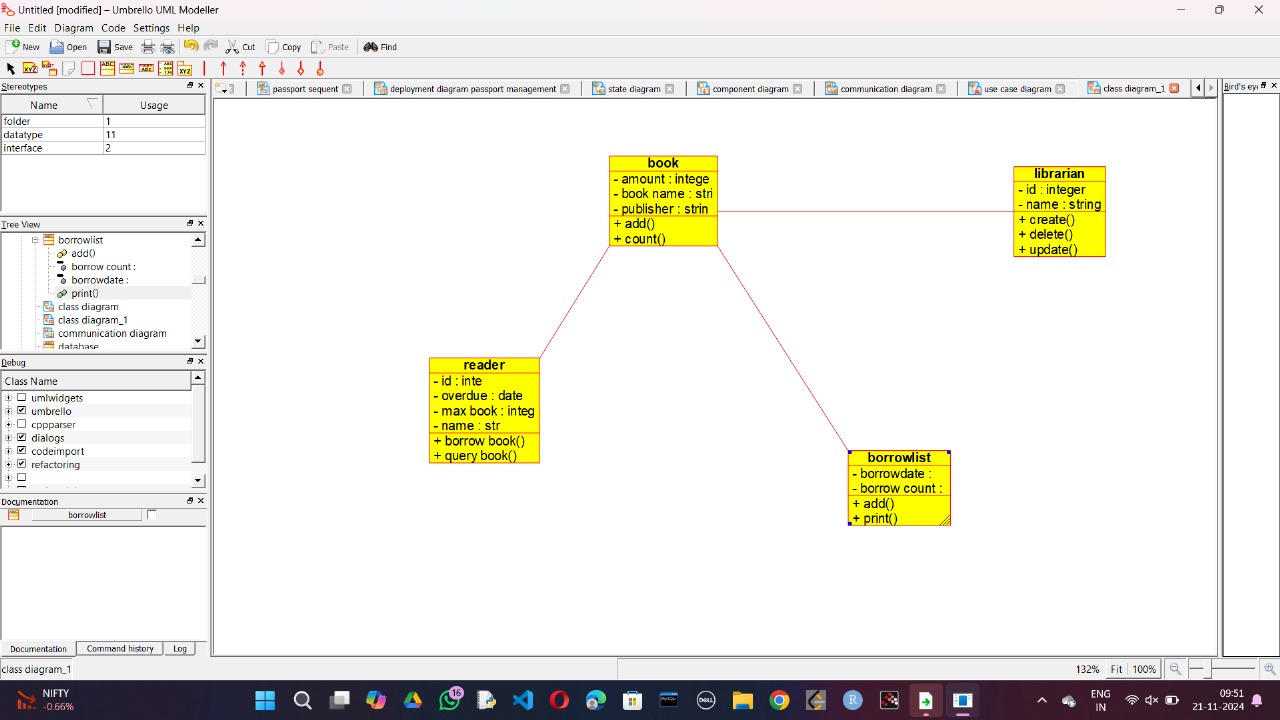 Untitled [modified] – Umbrello UML Modeller
File Edit Diagram Code Settings Help
New Open Save Cut Copy Paste Find
Stereotypes
Name Usage
folder 1
datatype 11
interface 2
Tree View
borrowlist
add()
borrow count :
borrowdate :
print()
class diagram
class diagram_1
communication diagram
database
Debug
Class Name
umlwidgets
umbrello
cppparser
dialogs
codeimport
refactoring
Documentation
borrowlist
Documentation Command history Log
class diagram_1
passport sequent deployment diagram passport management state diagram component diagram communication diagram use case diagram class diagram_1
Bird's eye
book
- amount : intege
- book name : stri
- publisher : strin
+ add()
+ count()
librarian
- id : integer
- name : string
+ create()
+ delete()
+ update()
reader
- id : inte
- overdue : date
- max book : integ
- name : str
+ borrow book()
+ query book()
borrowlist
- borrowdate :
- borrow count :
+ add()
+ print()
132% Fit 100%
NIFTY
-0.66%
16
DELL
ENG
IN
09:51
21-11-2024